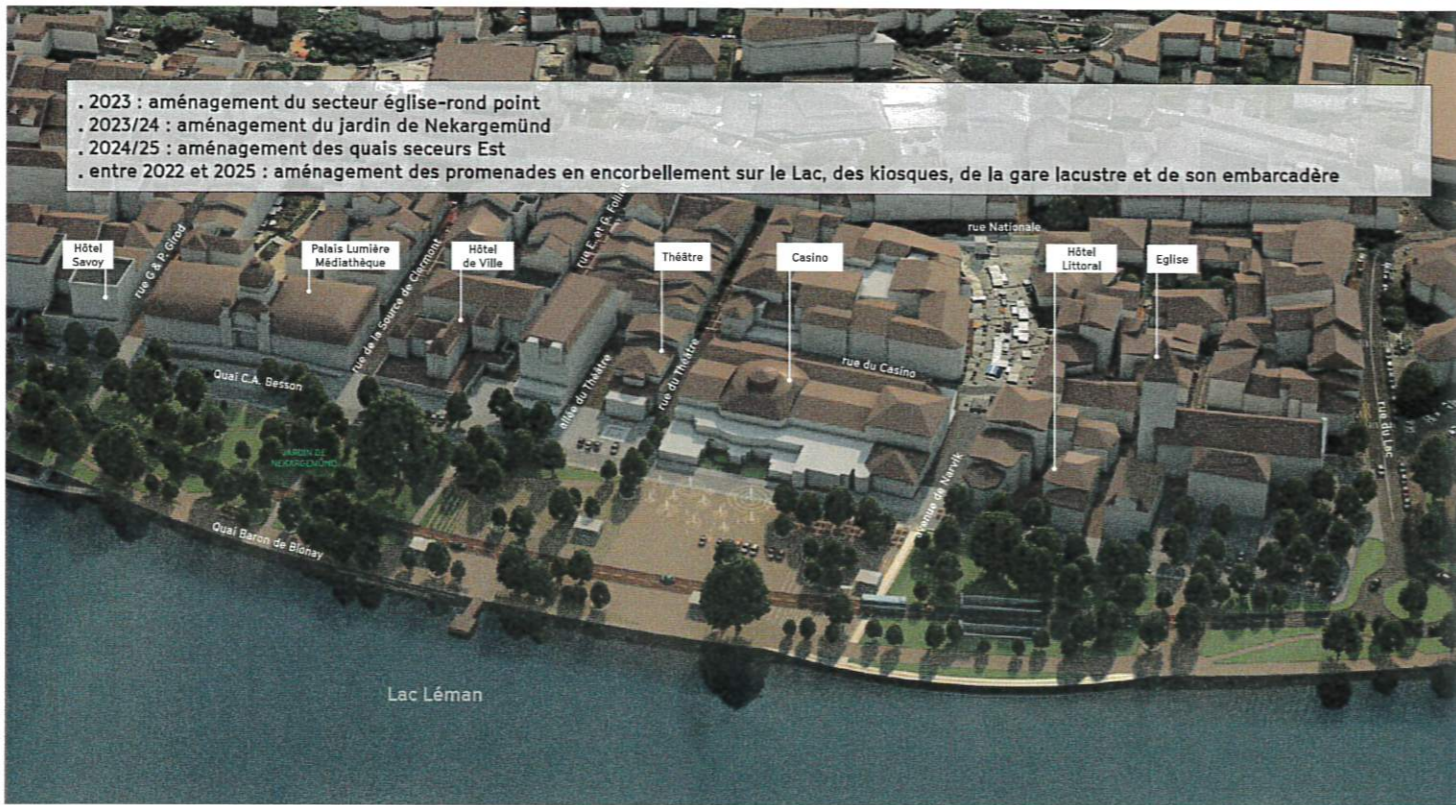 . 2023 : aménagement du secteur église-rond point
. 2023/24 : aménagement du jardin de Nekargemünd
. 2024/25 : aménagement des quais seceurs Est
. entre 2022 et 2025 : aménagement des promenades en encorbellement sur le Lac, des kiosques, de la gare lacustre et de son embarcadère
Hôtel
Savoy
rue G & P. Girod
Palais Lumière
Médiathèque
rue de la Source de Clermont
Hôtel
de Ville
rue E. et G. Folliet
Théâtre
Casino
rue Nationale
Hôtel
Littoral
Eglise
Quai C.A. Besson
allée du Théâtre
rue du Théâtre
rue du Casino
avenue de Narvik
rue du Lac
JARDIN DE
NEKARGEMÜND
Quai Baron de Blonay
Lac Léman